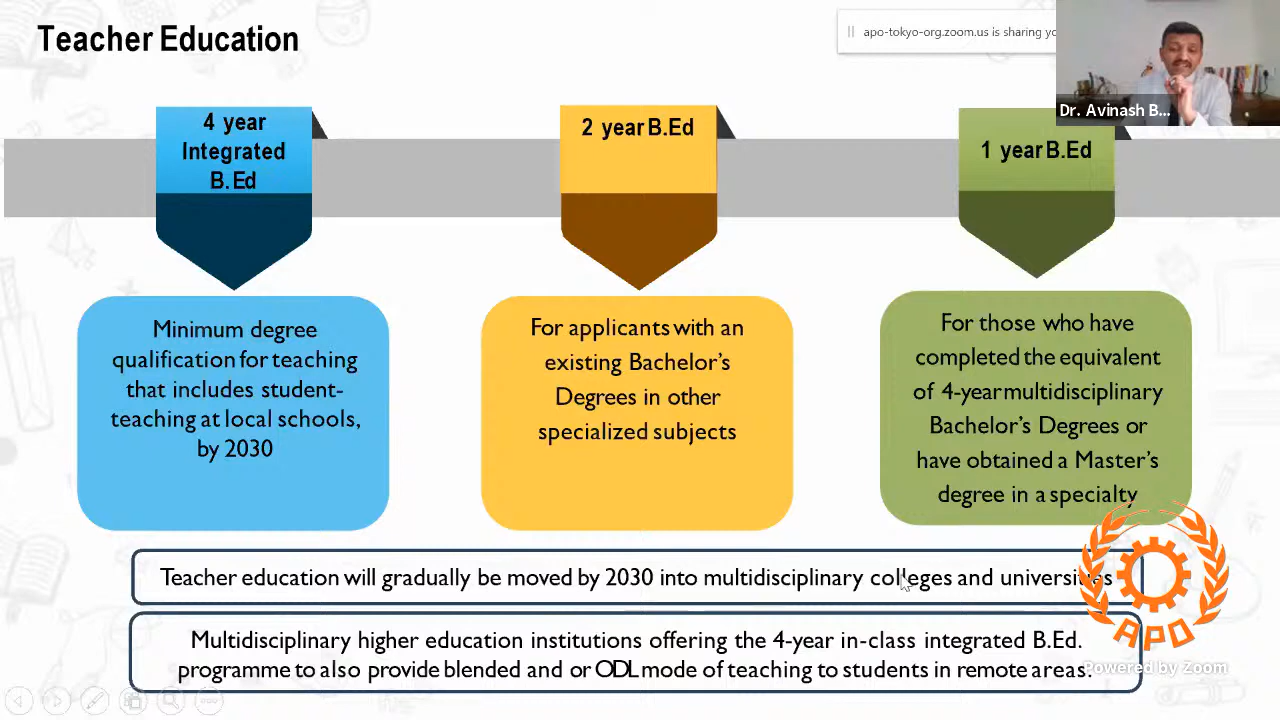 Teacher Education
apo-tokyo-org.zoom.us is sharing
Dr. Avinash B...
4 year
Integrated
B.Ed
2 year B.Ed
1 year B.Ed
Minimum degree
qualification for teaching
that includes student-
teaching at local schools,
by 2030
For applicants with an
existing Bachelor's
Degrees in other
specialized subjects
For those who have
completed the equivalent
of 4-year multidisciplinary
Bachelor's Degrees or
have obtained a Master's
degree in a specialty
Teacher education will gradually be moved by 2030 into multidisciplinary colleges and universities
Multidisciplinary higher education institutions offering the 4-year in-class integrated B.Ed.
programme to also provide blended and or ODL mode of teaching to students in remote areas.
APO
Powered by Zoom